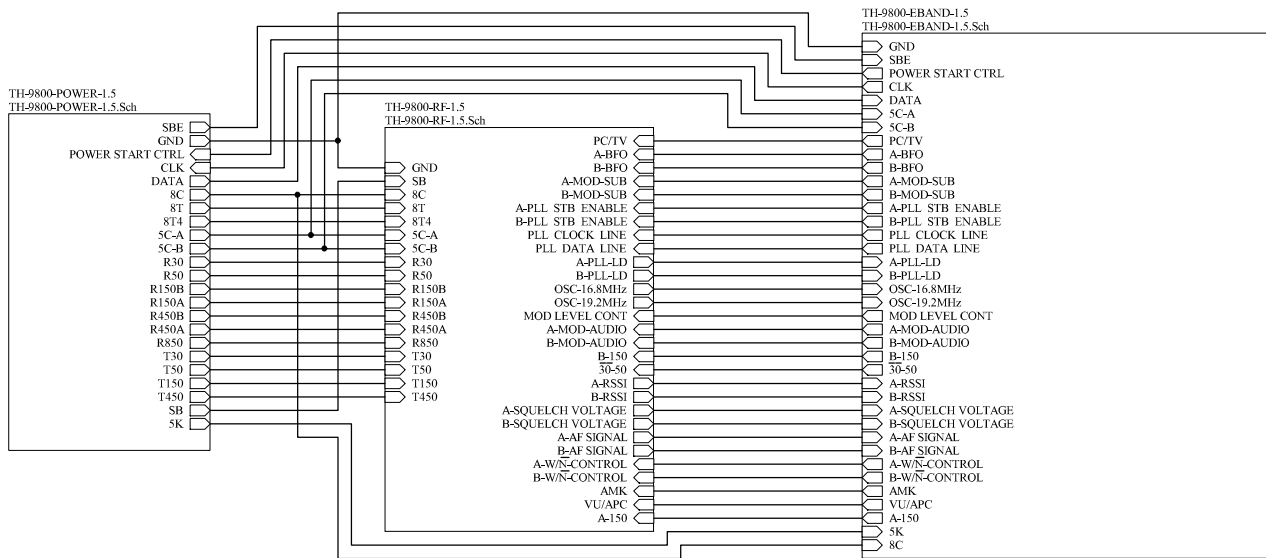 TH-9800-POWER-1.5
TH-9800-POWER-1.5.Sch
SBE
GND
POWER START CTRL
CLK
DATA
8C
8T
8T4
5C-A
5C-B
R30
R50
R150B
R150A
R450B
R450A
R850
T30
T50
T150
T450
SB
5K
TH-9800-RF-1.5
TH-9800-RF-1.5.Sch
GND
SB
8C
8T
8T4
5C-A
5C-B
R30
R50
R150B
R150A
R450B
R450A
R850
T30
T50
T150
T450
PC/TV
A-BFO
B-BFO
A-MOD-SUB
B-MOD-SUB
A-PLL STB ENABLE
B-PLL STB ENABLE
PLL CLOCK LINE
PLL DATA LINE
A-PLL-LD
B-PLL-LD
OSC-16.8MHz
OSC-19.2MHz
MOD LEVEL CONT
A-MOD-AUDIO
B-MOD-AUDIO
B-150
3̅0̅-50
A-RSSI
B-RSSI
A-SQUELCH VOLTAGE
B-SQUELCH VOLTAGE
A-AF SIGNAL
B-AF SIGNAL
A-W/N̅-CONTROL
B-W/N̅-CONTROL
AMK
VU/APC
A-150
TH-9800-EBAND-1.5
TH-9800-EBAND-1.5.Sch
GND
SBE
POWER START CTRL
CLK
DATA
5C-A
5C-B
PC/TV
A-BFO
B-BFO
A-MOD-SUB
B-MOD-SUB
A-PLL STB ENABLE
B-PLL STB ENABLE
PLL CLOCK LINE
PLL DATA LINE
A-PLL-LD
B-PLL-LD
OSC-16.8MHz
OSC-19.2MHz
MOD LEVEL CONT
A-MOD-AUDIO
B-MOD-AUDIO
B-150
3̅0̅-50
A-RSSI
B-RSSI
A-SQUELCH VOLTAGE
B-SQUELCH VOLTAGE
A-AF SIGNAL
B-AF SIGNAL
A-W/N̅-CONTROL
B-W/N̅-CONTROL
AMK
VU/APC
A-150
5K
8C